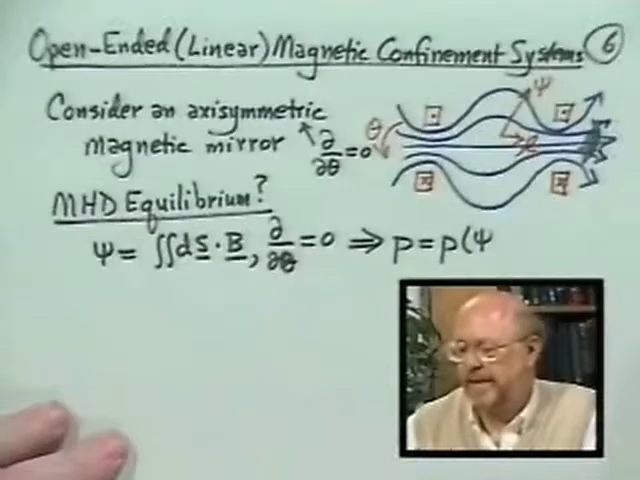 Open-Ended (Linear) Magnetic Confinement Systems 6
Consider an axisymmetric
magnetic mirror
∂/∂θ = 0
θ
ψ
MHD Equilibrium?
ψ = ∬dS · B, ∂/∂θ = 0 ⇒ p = p(ψ